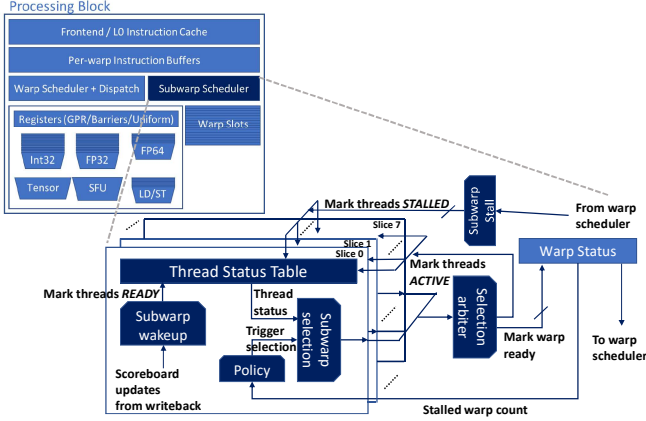 Processing Block
Frontend / L0 Instruction Cache
Per-warp Instruction Buffers
Warp Scheduler + Dispatch
Subwarp Scheduler
Registers (GPR/Barriers/Uniform)
Warp Slots
Int32
FP32
FP64
Tensor
SFU
LD/ST
Mark threads STALLED
Subwarp
Stall
From warp
scheduler
Slice 7
Slice 1
Slice 0
Thread Status Table
Mark threads
ACTIVE
Warp Status
Mark threads READY
Thread
status
Subwarp
wakeup
Trigger
selection
Subwarp
selection
Selection
arbiter
Mark warp
ready
To warp
scheduler
Policy
Scoreboard
updates
from writeback
Stalled warp count